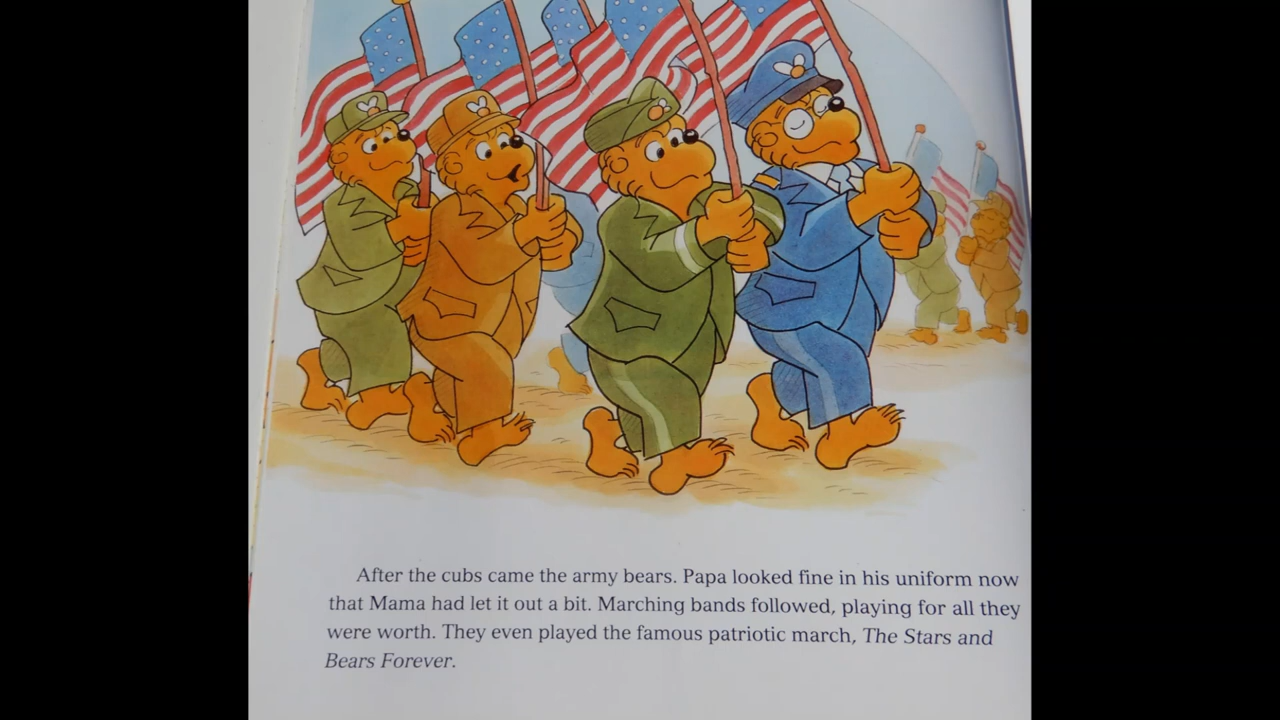 After the cubs came the army bears. Papa looked fine in his uniform now
that Mama had let it out a bit. Marching bands followed, playing for all they
were worth. They even played the famous patriotic march, The Stars and
Bears Forever.